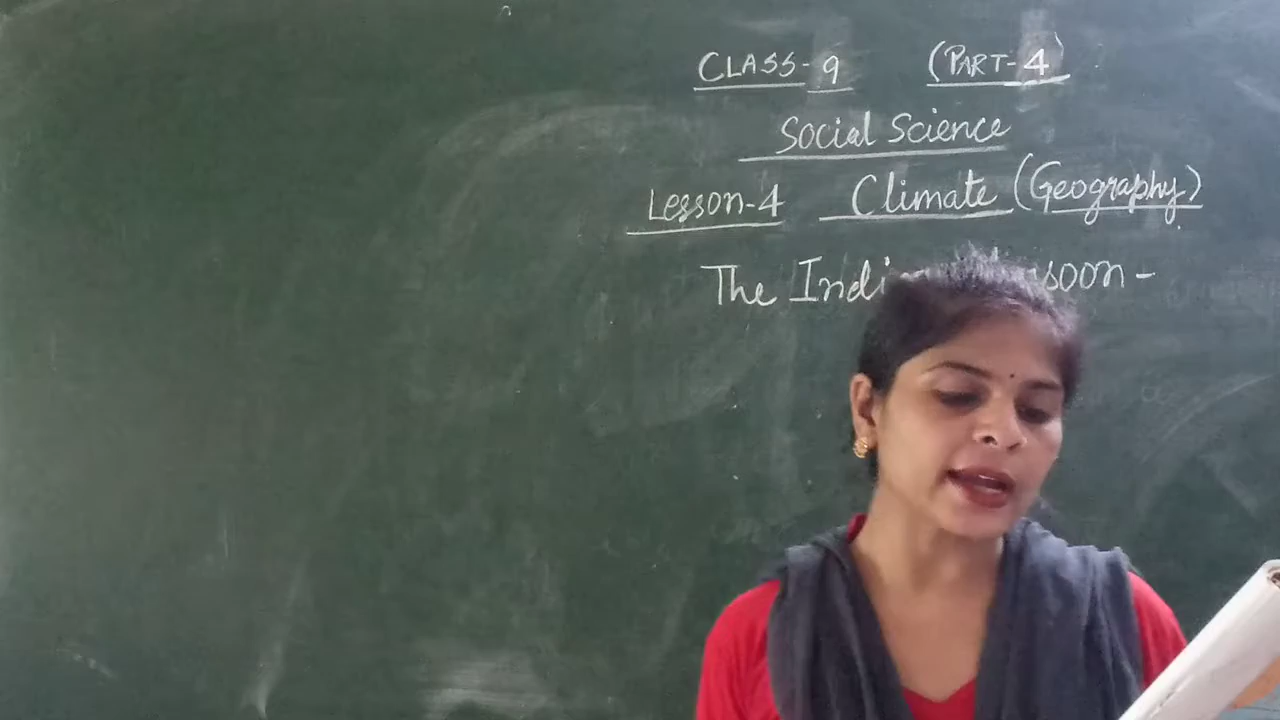 CLASS-9 (PART-4)
Social Science
Lesson-4 Climate (Geography)
The